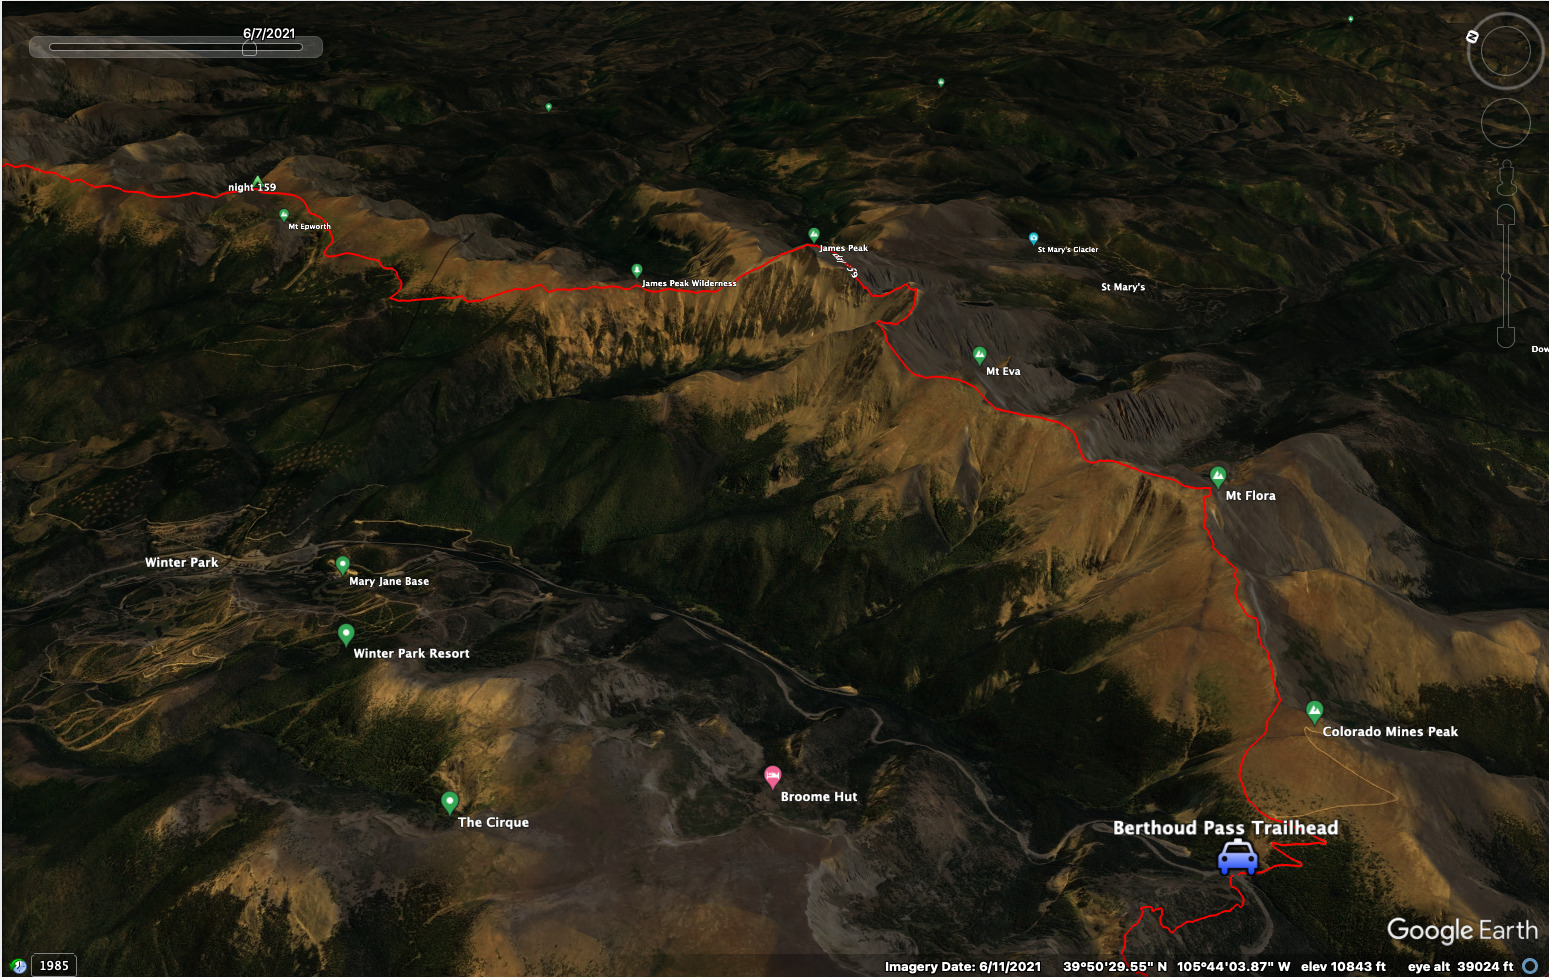 6/7/2021
N
night 159
Mt Epworth
James Peak
St Mary's Glacier
James Peak Wilderness
St Mary's
Dow
Mt Eva
Mt Flora
Winter Park
Mary Jane Base
Winter Park Resort
Colorado Mines Peak
Broome Hut
The Cirque
Berthoud Pass Trailhead
Google Earth
1985
Imagery Date: 6/11/2021 39°50'29.55" N 105°44'03.87" W elev 10843 ft eye alt 39024 ft